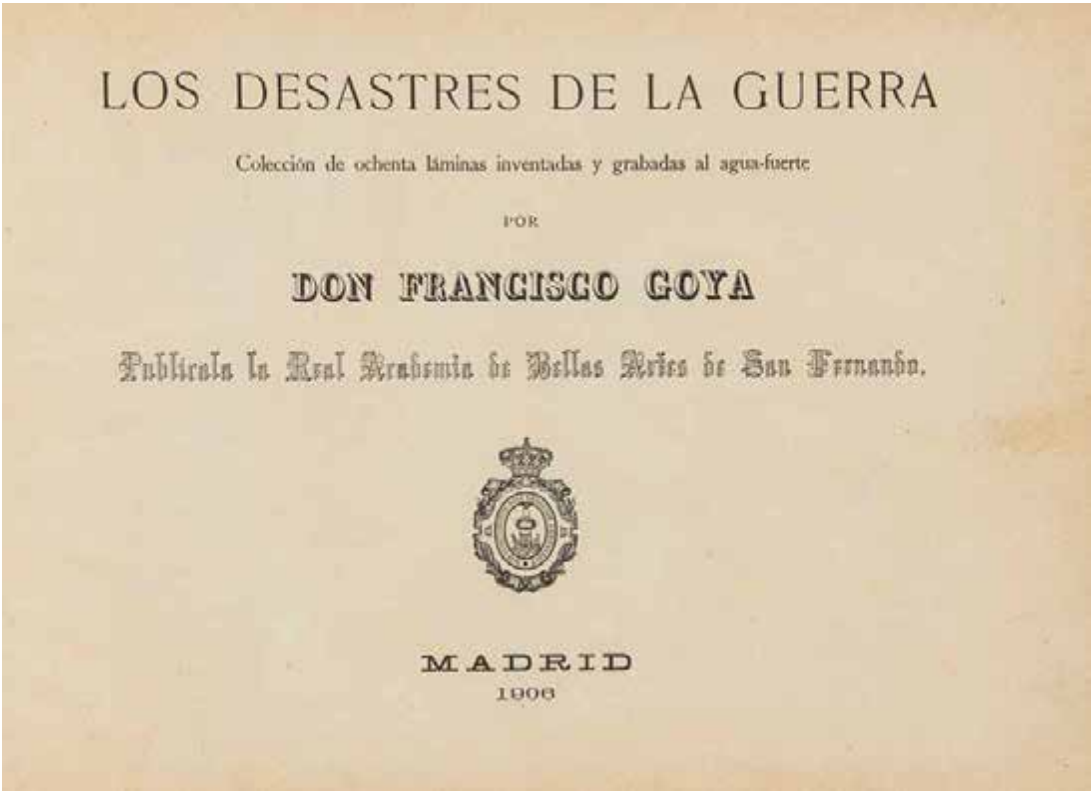 LOS DESASTRES DE LA GUERRA
Colección de ochenta láminas inventadas y grabadas al agua-fuerte
POR
DON FRANCISCO GOYA
Publícala la Real Academia de Bellas Artes de San Fernando.
MADRID
1906